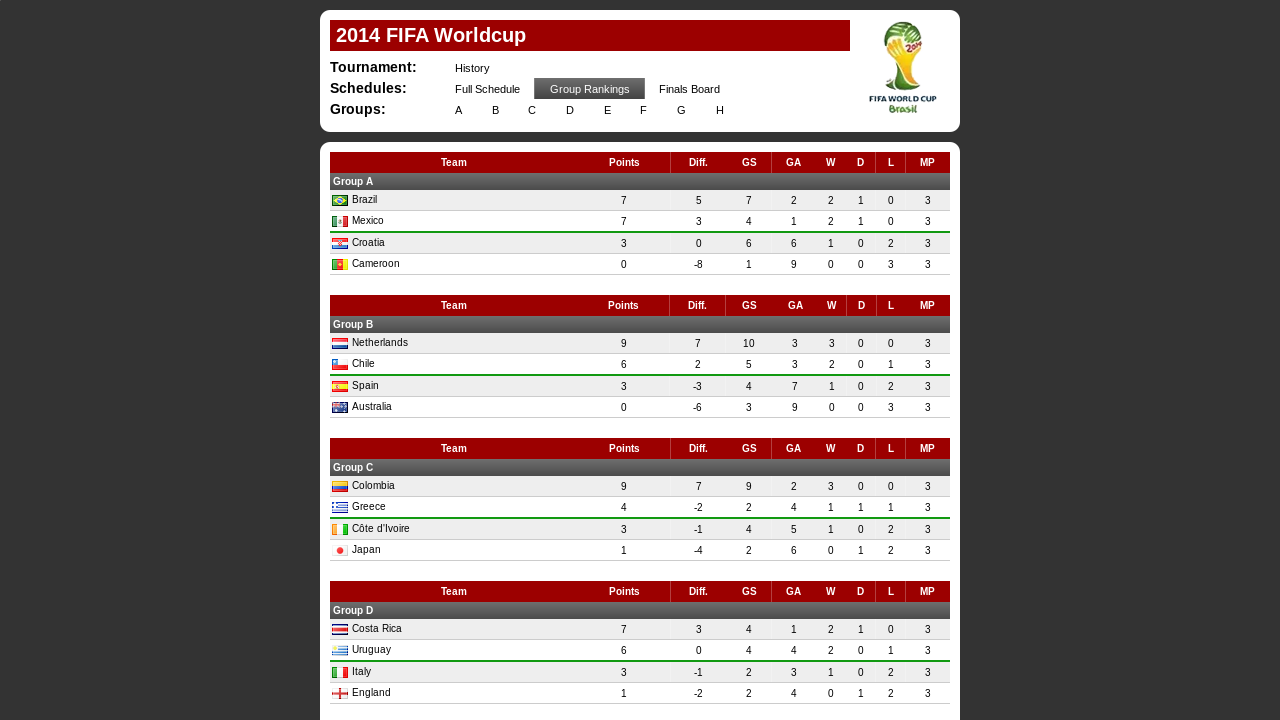 2014 FIFA Worldcup
2014
FIFA WORLD CUP
Brasil
Tournament: History
Schedules: Full Schedule Group Rankings Finals Board
Groups: A B C D E F G H
Team Points Diff. GS GA W D L MP
Group A
Brazil 7 5 7 2 2 1 0 3
Mexico 7 3 4 1 2 1 0 3
Croatia 3 0 6 6 1 0 2 3
Cameroon 0 -8 1 9 0 0 3 3
Team Points Diff. GS GA W D L MP
Group B
Netherlands 9 7 10 3 3 0 0 3
Chile 6 2 5 3 2 0 1 3
Spain 3 -3 4 7 1 0 2 3
Australia 0 -6 3 9 0 0 3 3
Team Points Diff. GS GA W D L MP
Group C
Colombia 9 7 9 2 3 0 0 3
Greece 4 -2 2 4 1 1 1 3
Côte d'Ivoire 3 -1 4 5 1 0 2 3
Japan 1 -4 2 6 0 1 2 3
Team Points Diff. GS GA W D L MP
Group D
Costa Rica 7 3 4 1 2 1 0 3
Uruguay 6 0 4 4 2 0 1 3
Italy 3 -1 2 3 1 0 2 3
England 1 -2 2 4 0 1 2 3